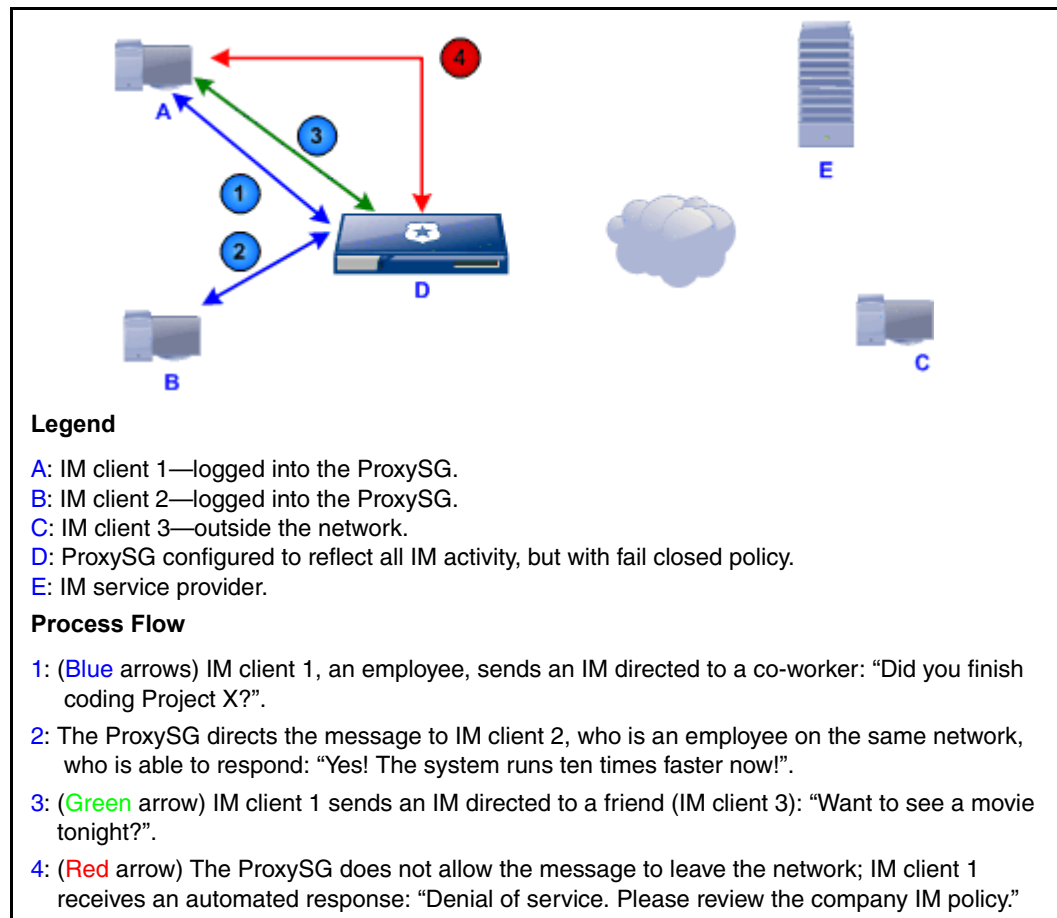 4
A
3
E
1
2
D
B
C
Legend
A: IM client 1—logged into the ProxySG.
B: IM client 2—logged into the ProxySG.
C: IM client 3—outside the network.
D: ProxySG configured to reflect all IM activity, but with fail closed policy.
E: IM service provider.
Process Flow
1: (Blue arrows) IM client 1, an employee, sends an IM directed to a co-worker: “Did you finish
coding Project X?”.
2: The ProxySG directs the message to IM client 2, who is an employee on the same network,
who is able to respond: “Yes! The system runs ten times faster now!”.
3: (Green arrow) IM client 1 sends an IM directed to a friend (IM client 3): “Want to see a movie
tonight?”.
4: (Red arrow) The ProxySG does not allow the message to leave the network; IM client 1
receives an automated response: “Denial of service. Please review the company IM policy.”